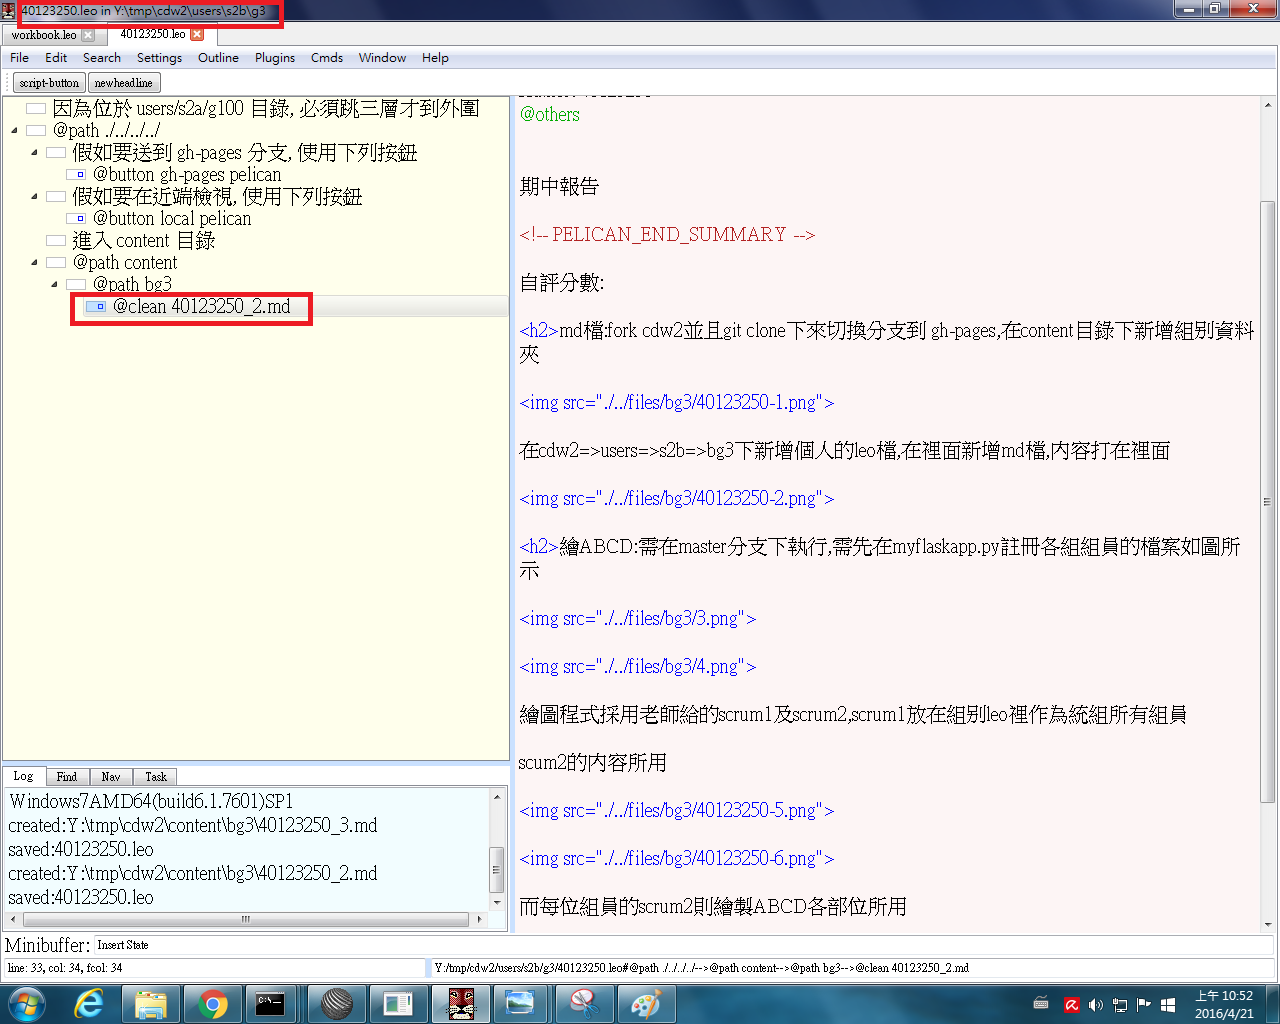 40123250.leo in Y:\tmp\cdw2\users\s2b\g3
workbook.leo
40123250.leo
File Edit Search Settings Outline Plugins Cmds Window Help
script-button newheadline
因為位於 users/s2a/g100 目錄, 必須跳三層才到外圍
@path ./../../../
假如要送到 gh-pages 分支, 使用下列按鈕
@button gh-pages pelican
假如要在近端檢視, 使用下列按鈕
@button local pelican
進入 content 目錄
@path content
@path bg3
@clean 40123250_2.md
@others
期中報告
<!-- PELICAN_END_SUMMARY -->
自評分數:
<h2>md檔:fork cdw2並且git clone下來切換分支到 gh-pages,在content目錄下新增組別資料
夾
<img src="./../files/bg3/40123250-1.png">
在cdw2=>users=>s2b=>bg3下新增個人的leo檔,在裡面新增md檔,內容打在裡面
<img src="./../files/bg3/40123250-2.png">
<h2>繪ABCD:需在master分支下執行,需先在myflaskapp.py註冊各組組員的檔案如圖所
示
<img src="./../files/bg3/3.png">
<img src="./../files/bg3/4.png">
繪圖程式採用老師給的scrum1及scrum2,scrum1放在組別leo裡作為統組所有組員
scum2的內容所用
<img src="./../files/bg3/40123250-5.png">
<img src="./../files/bg3/40123250-6.png">
而每位組員的scrum2則繪製ABCD各部位所用
Log Find Nav Task
Windows7AMD64(build6.1.7601)SP1
created:Y:\tmp\cdw2\content\bg3\40123250_3.md
saved:40123250.leo
created:Y:\tmp\cdw2\content\bg3\40123250_2.md
saved:40123250.leo
Minibuffer: Insert State
line: 33, col: 34, fcol: 34
Y:/tmp/cdw2/users/s2b/g3/40123250.leo#@path ./../../../-->@path content-->@path bg3-->@clean 40123250_2.md
C:\_
上午 10:52
2016/4/21